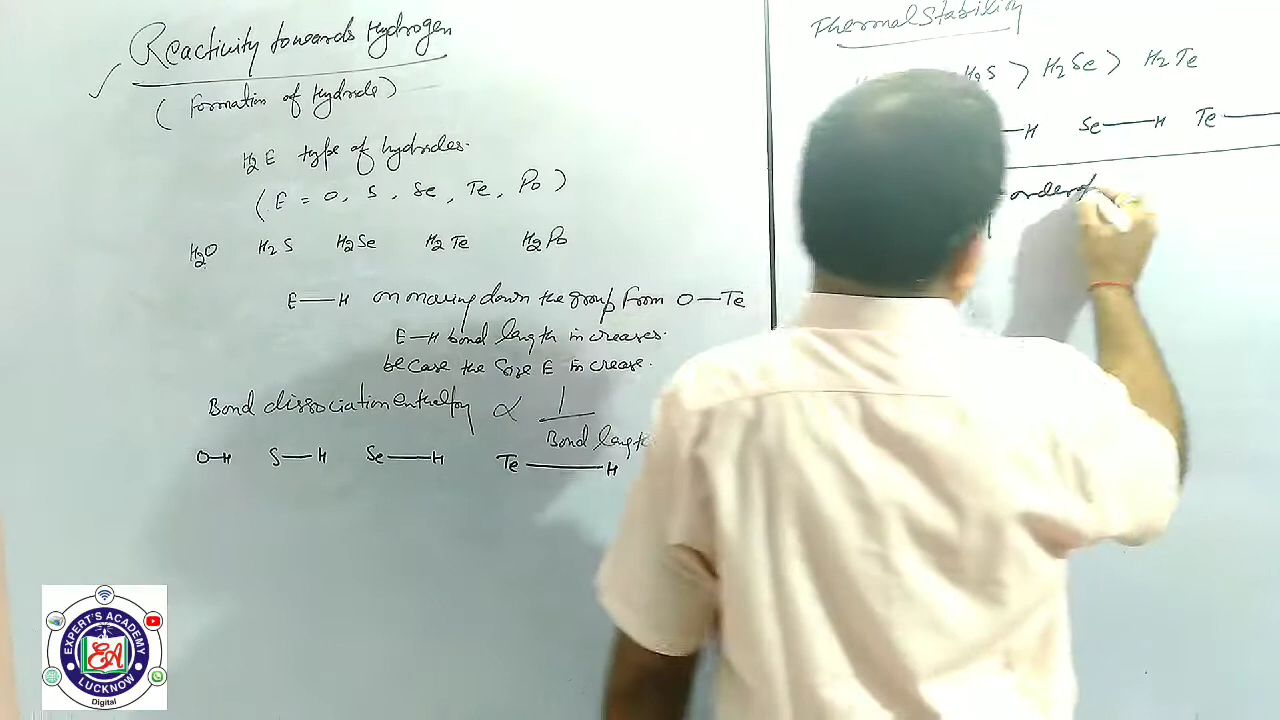 Reactivity towards Hydrogen
(Formation of Hydride)
H2E type of hydrides.
(E = O, S, Se, Te, Po)
H2O H2S H2Se H2Te H2Po
E—H on moving down the group from O—Te
E—H bond length increases.
because the size E increase.
Bond dissociation enthalpy ∝ 1
Bond length
O—H S—H Se—H Te—H
Thermal Stability
H2S > H2Se > H2Te
—H Se—H Te—
order of
EXPERT'S ACADEMY
EA
LUCKNOW
Digital